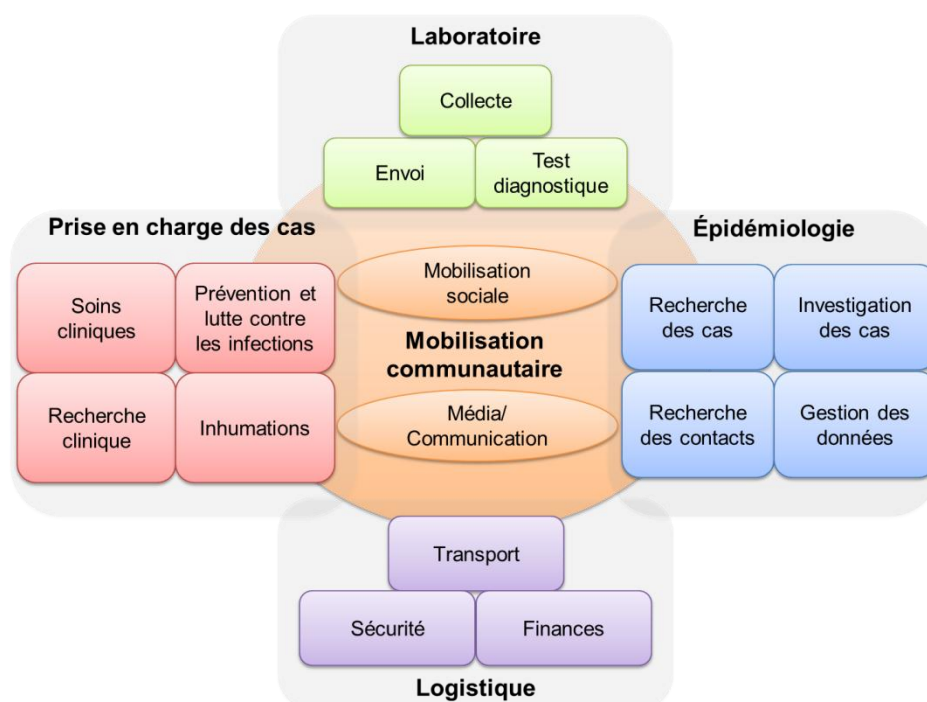 Laboratoire
Collecte
Envoi
Test
diagnostique
Prise en charge des cas
Soins
cliniques
Prévention et
lutte contre
les infections
Recherche
clinique
Inhumations
Mobilisation
sociale
Mobilisation
communautaire
Média/
Communication
Épidémiologie
Recherche
des cas
Investigation
des cas
Recherche
des contacts
Gestion des
données
Transport
Sécurité
Finances
Logistique